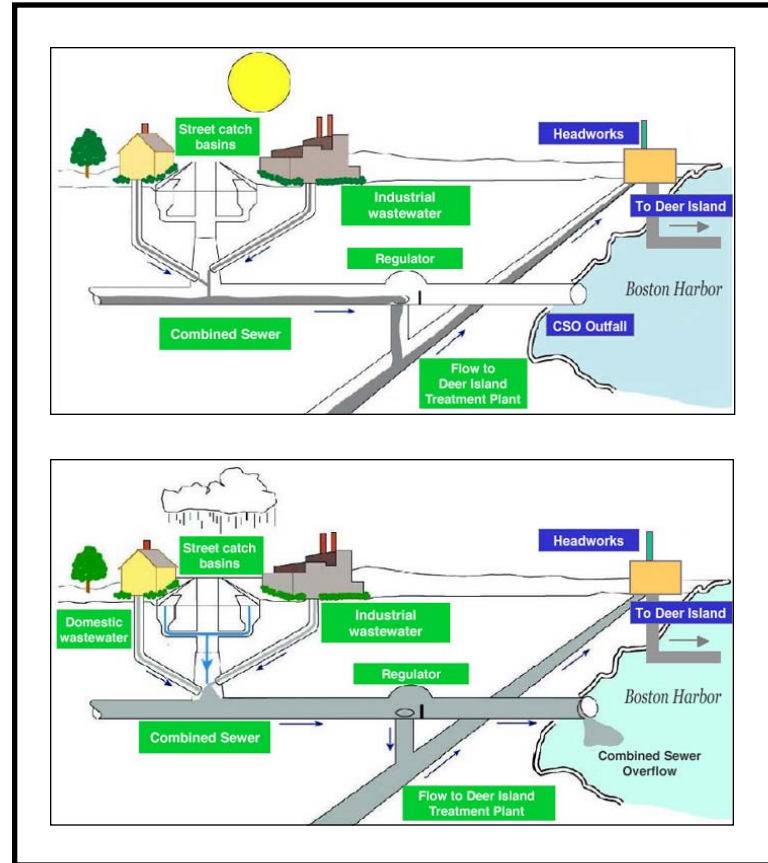 Street catch
basins
Headworks
Industrial
wastewater
To Deer Island
Regulator
Boston Harbor
Combined Sewer
CSO Outfall
Flow to
Deer Island
Treatment Plant
Street catch
basins
Headworks
Domestic
wastewater
Industrial
wastewater
To Deer Island
Regulator
Boston Harbor
Combined Sewer
Combined Sewer
Overflow
Flow to Deer Island
Treatment Plant